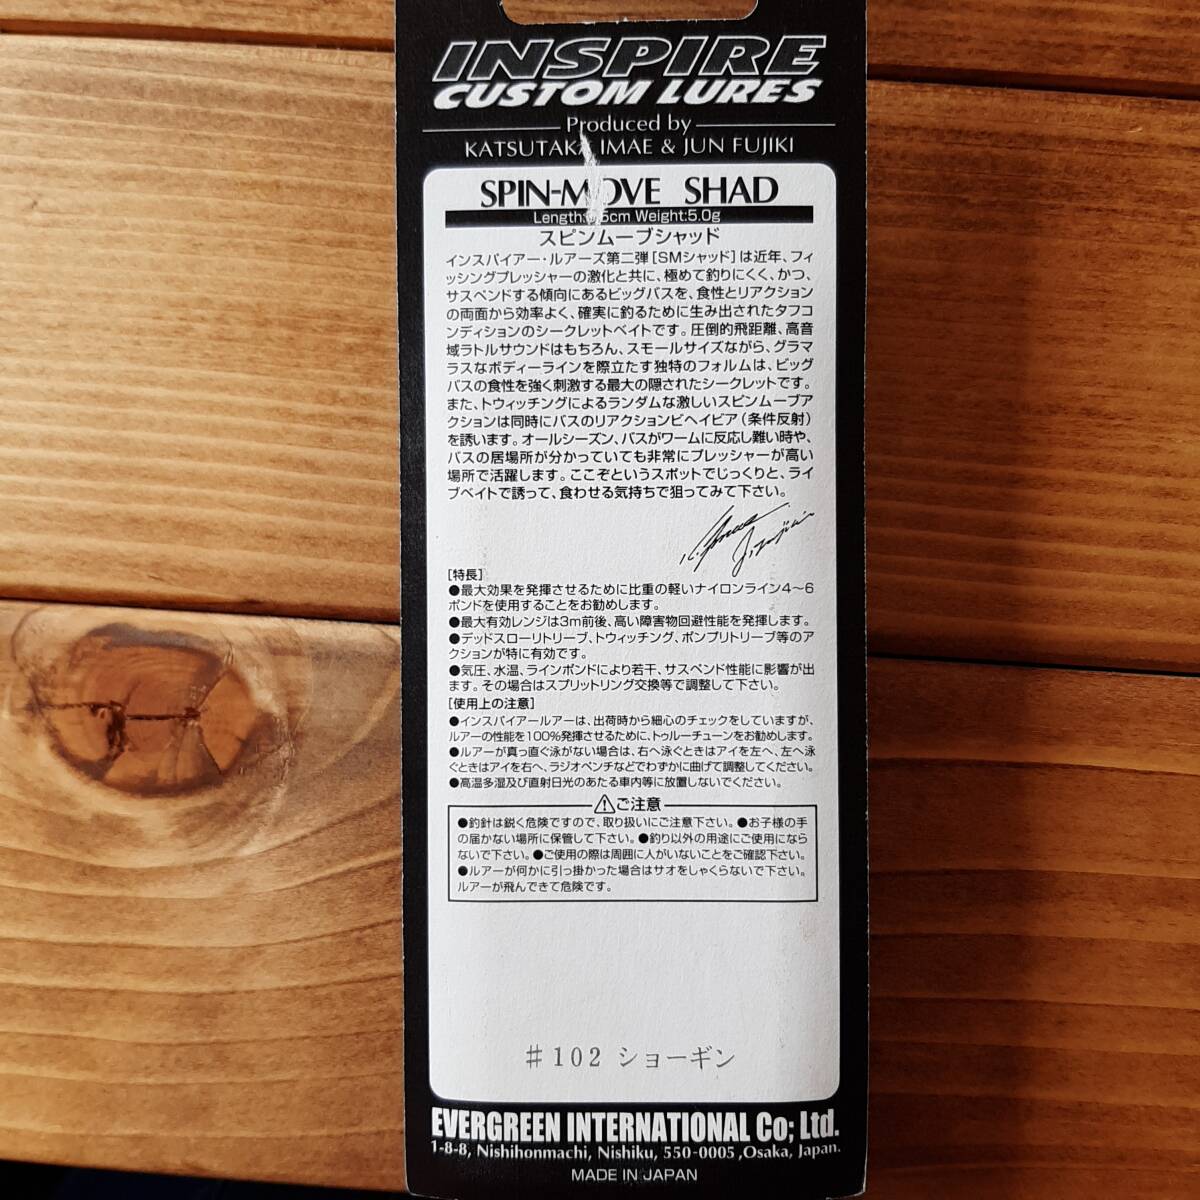 INSPIRE
CUSTOM LURES
Produced by
KATSUTAKA IMAE & JUN FUJIKI
SPIN-MOVE SHAD
Weight:5.0g
スピンムーブシャッド
インスパイアー・ルアーズ第二弾[SMシャッド]は近年、フィ
ッシングプレッシャーの激化と共に、極めて釣りにくく、かつ、
サスペンドする傾向にあるビッグバスを、食性とリアクション
の両面から効率よく、確実に釣るために生み出されたタフコ
ンディションのシークレットベイトです。圧倒的飛距離、高音
域ラトルサウンドはもちろん、スモールサイズながら、グラマ
ラスなボディーラインを際立たす独特のフォルムは、ビッグ
バスの食性を強く刺激する最大の隠されたシークレットです。
また、トウィッチングによるランダムな激しいスピンムーブア
クションは同時にバスのリアクションビヘイビア(条件反射)
を誘います。オールシーズン、バスがワームに反応し難い時や、
バスの居場所が分かっていても非常にプレッシャーが高い
場所で活躍します。ここぞというスポットでじっくりと、ライ
ブベイトで誘って、食わせる気持ちで狙ってみて下さい。
[特長]
●最大効果を発揮させるために比重の軽いナイロンライン4〜6
ポンドを使用することをお勧めします。
●最大有効レンジは3m前後、高い障害物回避性能を発揮します。
●デッドスローリトリーブ、トウィッチング、ポンプリトリーブ等のア
クションが特に有効です。
●気圧、水温、ラインポンドにより若干、サスペンド性能に影響が出
ます。その場合はスプリットリング交換等で調整して下さい。
[使用上の注意]
●インスパイアールアーは、出荷時から細心のチェックをしていますが、
ルアーの性能を100%発揮させるために、トゥルーチューンをお勧めします。
●ルアーが真っ直ぐ泳がない場合は、右へ泳ぐときはアイを左へ、左へ泳
ぐときはアイを右へ、ラジオペンチなどでわずかに曲げて調整してください。
●高温多湿及び直射日光のあたる車内等に放置しないでください。
⚠ご注意
●釣針は鋭く危険ですので、取り扱いにご注意下さい。●お子様の手
の届かない場所に保管して下さい。●釣り以外の用途にご使用になら
ないで下さい。●ご使用の際は周囲に人がいないことをご確認下さい。
●ルアーが何かに引っ掛かった場合はサオをしゃくらないで下さい。
ルアーが飛んできて危険です。
#102 ショーギン
EVERGREEN INTERNATIONAL Co; Ltd.
1-8-8, Nishihonmachi, Nishiku, 550-0005 ,Osaka, Japan.
MADE IN JAPAN